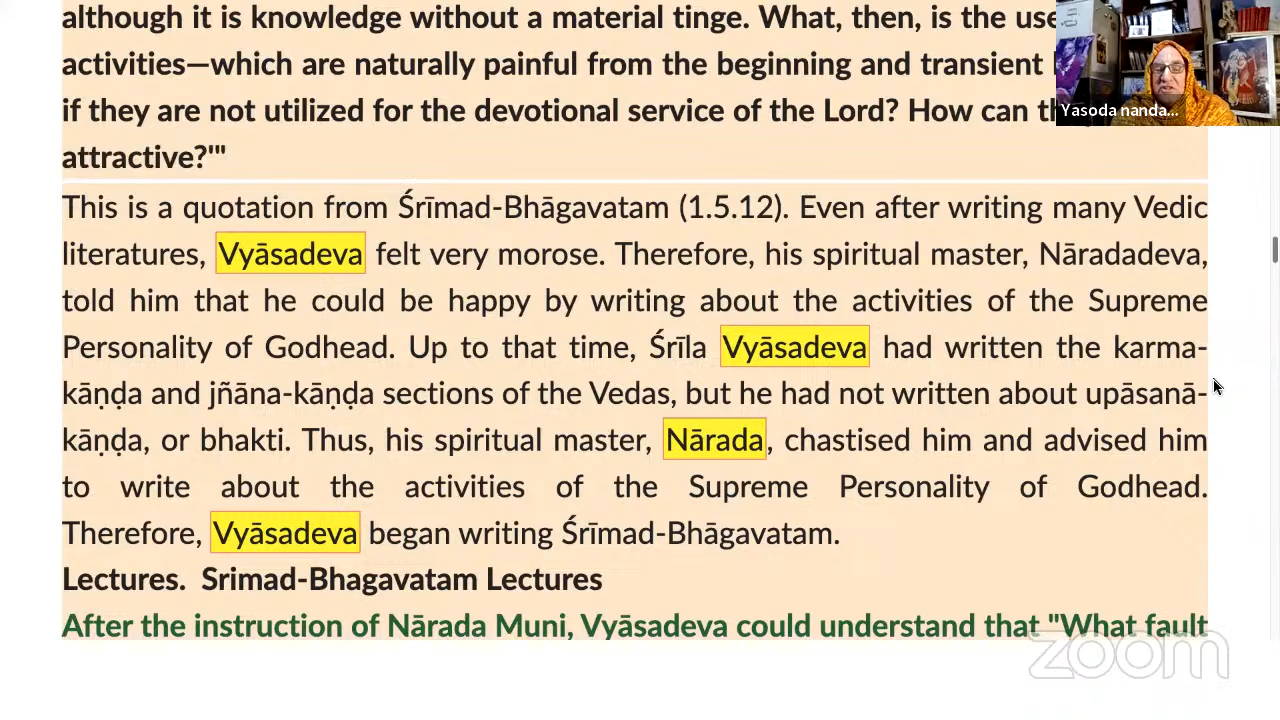 although it is knowledge without a material tinge. What, then, is the use
activities—which are naturally painful from the beginning and transient
if they are not utilized for the devotional service of the Lord? How can
attractive?'"
This is a quotation from Śrīmad-Bhāgavatam (1.5.12). Even after writing many Vedic
literatures, Vyāsadeva felt very morose. Therefore, his spiritual master, Nāradadeva,
told him that he could be happy by writing about the activities of the Supreme
Personality of Godhead. Up to that time, Śrīla Vyāsadeva had written the karma-
kāṇḍa and jñāna-kāṇḍa sections of the Vedas, but he had not written about upāsanā-
kāṇḍa, or bhakti. Thus, his spiritual master, Nārada, chastised him and advised him
to write about the activities of the Supreme Personality of Godhead.
Therefore, Vyāsadeva began writing Śrīmad-Bhāgavatam.
Lectures. Srimad-Bhagavatam Lectures
After the instruction of Nārada Muni, Vyāsadeva could understand that "What fault
Yasoda nanda...
zoom